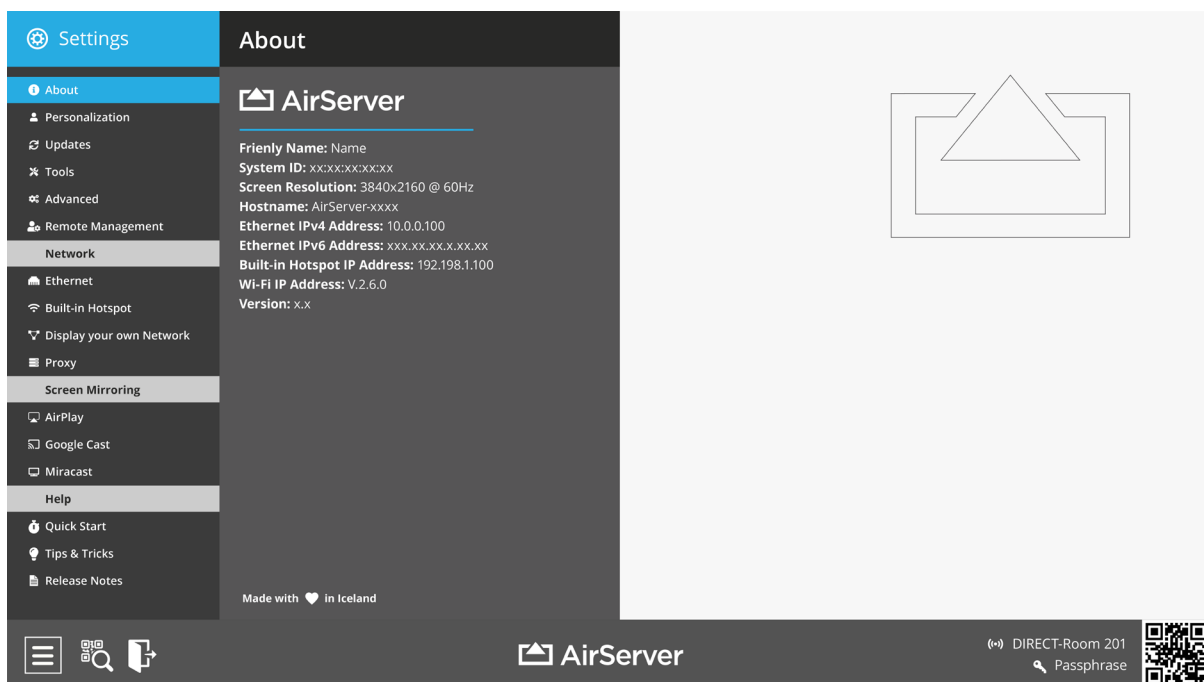 Settings
About
About
Personalization
Updates
Tools
Advanced
Remote Management
Network
Ethernet
Built-in Hotspot
Display your own Network
Proxy
Screen Mirroring
AirPlay
Google Cast
Miracast
Help
Quick Start
Tips & Tricks
Release Notes
AirServer
Frienly Name: Name
System ID: xx:xx:xx:xx:xx
Screen Resolution: 3840x2160 @ 60Hz
Hostname: AirServer-xxxx
Ethernet IPv4 Address: 10.0.0.100
Ethernet IPv6 Address: xxx.xx.xx.x.xx.xx
Built-in Hotspot IP Address: 192.198.1.100
Wi-Fi IP Address: V.2.6.0
Version: x.x
Made with ♥ in Iceland
AirServer
DIRECT-Room 201
Passphrase